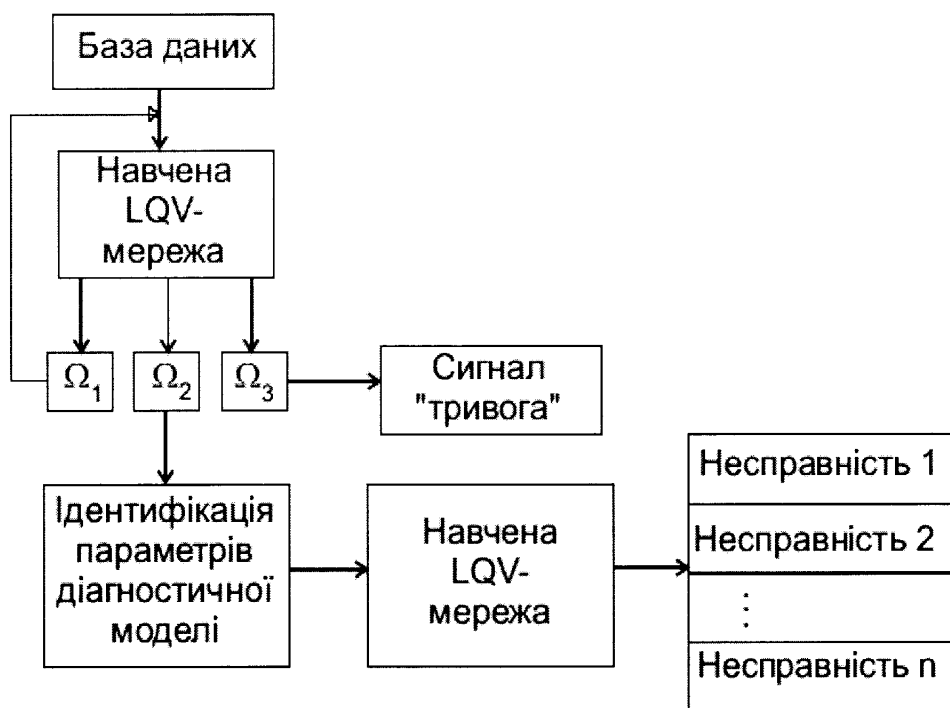 База даних
Навчена
LQV-
мережа
Ω1
Ω2
Ω3
Сигнал
"тривога"
Ідентифікація
параметрів
діагностичної
моделі
Навчена
LQV-
мережа
Несправність 1
Несправність 2
⋮
Несправність n